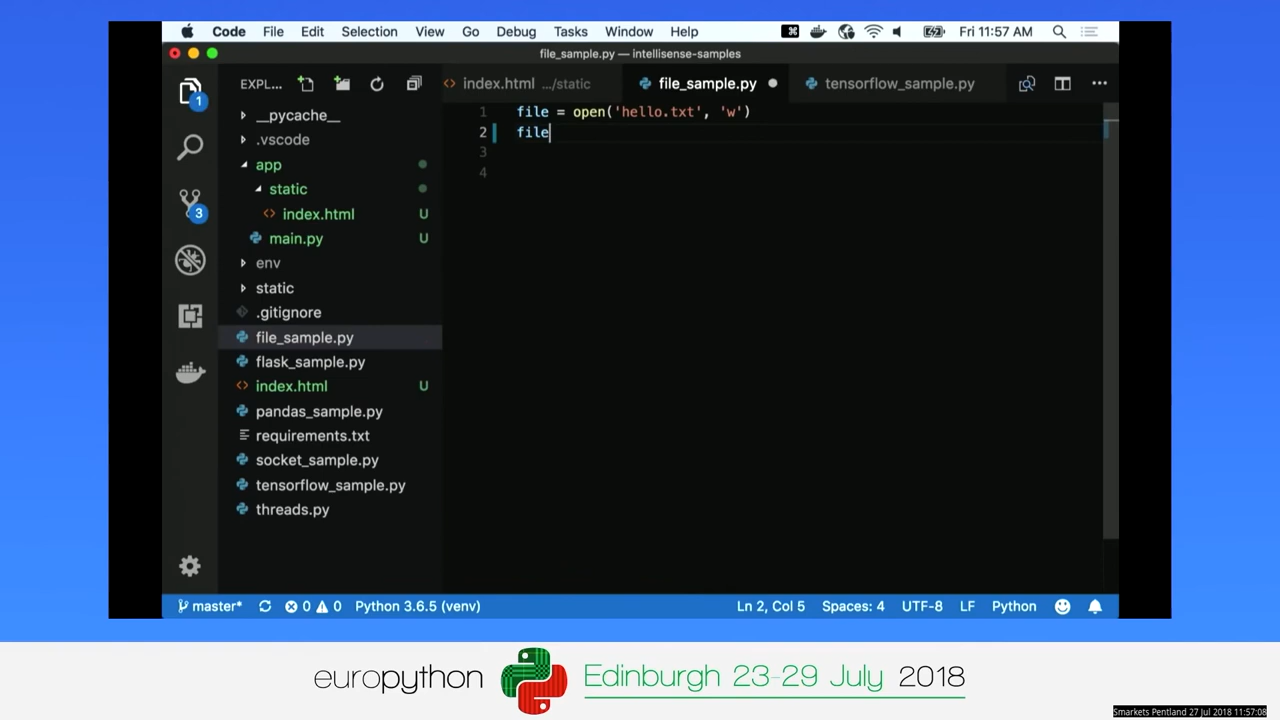 Code File Edit Selection View Go Debug Tasks Window Help Fri 11:57 AM
file_sample.py — intellisense-samples
EXPL... index.html .../static file_sample.py tensorflow_sample.py
1
3
__pycache__
.vscode
app
static
index.html U
main.py U
env
static
.gitignore
file_sample.py
flask_sample.py
index.html U
pandas_sample.py
requirements.txt
socket_sample.py
tensorflow_sample.py
threads.py
1 file = open('hello.txt', 'w')
2 file
3
4
master* 0 0 Python 3.6.5 (venv) Ln 2, Col 5 Spaces: 4 UTF-8 LF Python
europython Edinburgh 23-29 July 2018
Smarkets Pentland 27 Jul 2018 11:57:08